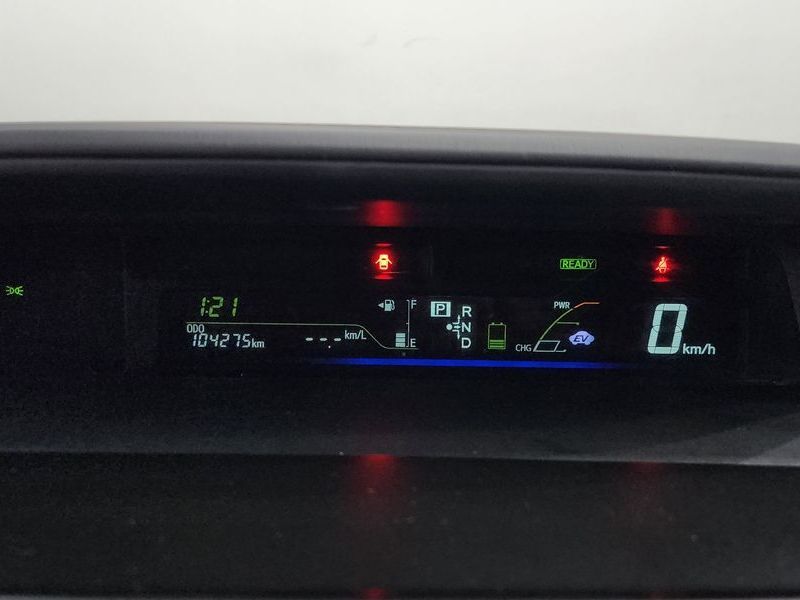 READY
1:21
ODO
104275km
--.- km/L
F
E
P
R
N
D
PWR
CHG
EV
0 km/h